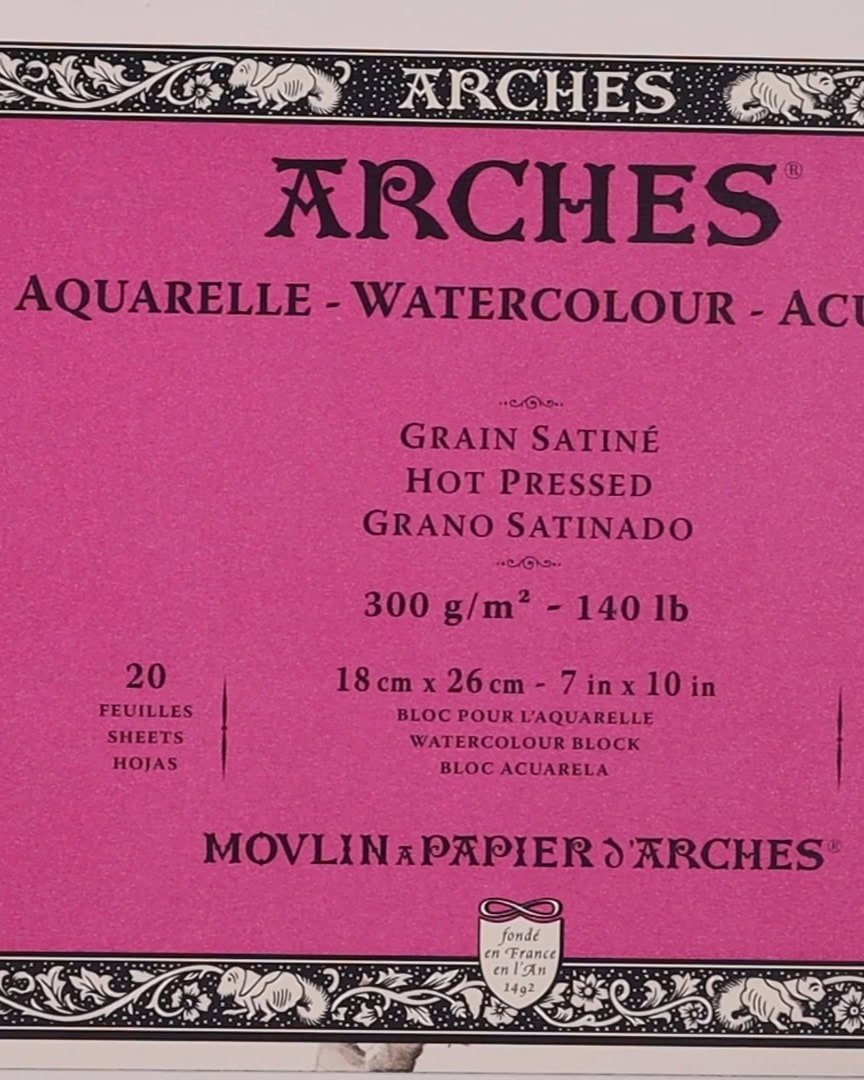 ARCHES
ARCHES®
AQUARELLE - WATERCOLOUR - ACU
GRAIN SATINÉ
HOT PRESSED
GRANO SATINADO
300 g/m² - 140 lb
20
FEUILLES
SHEETS
HOJAS
18 cm x 26 cm - 7 in x 10 in
BLOC POUR L'AQUARELLE
WATERCOLOUR BLOCK
BLOC ACUARELA
MOVLIN A PAPIER D'ARCHES®
fondé
en France
en l'An
1492